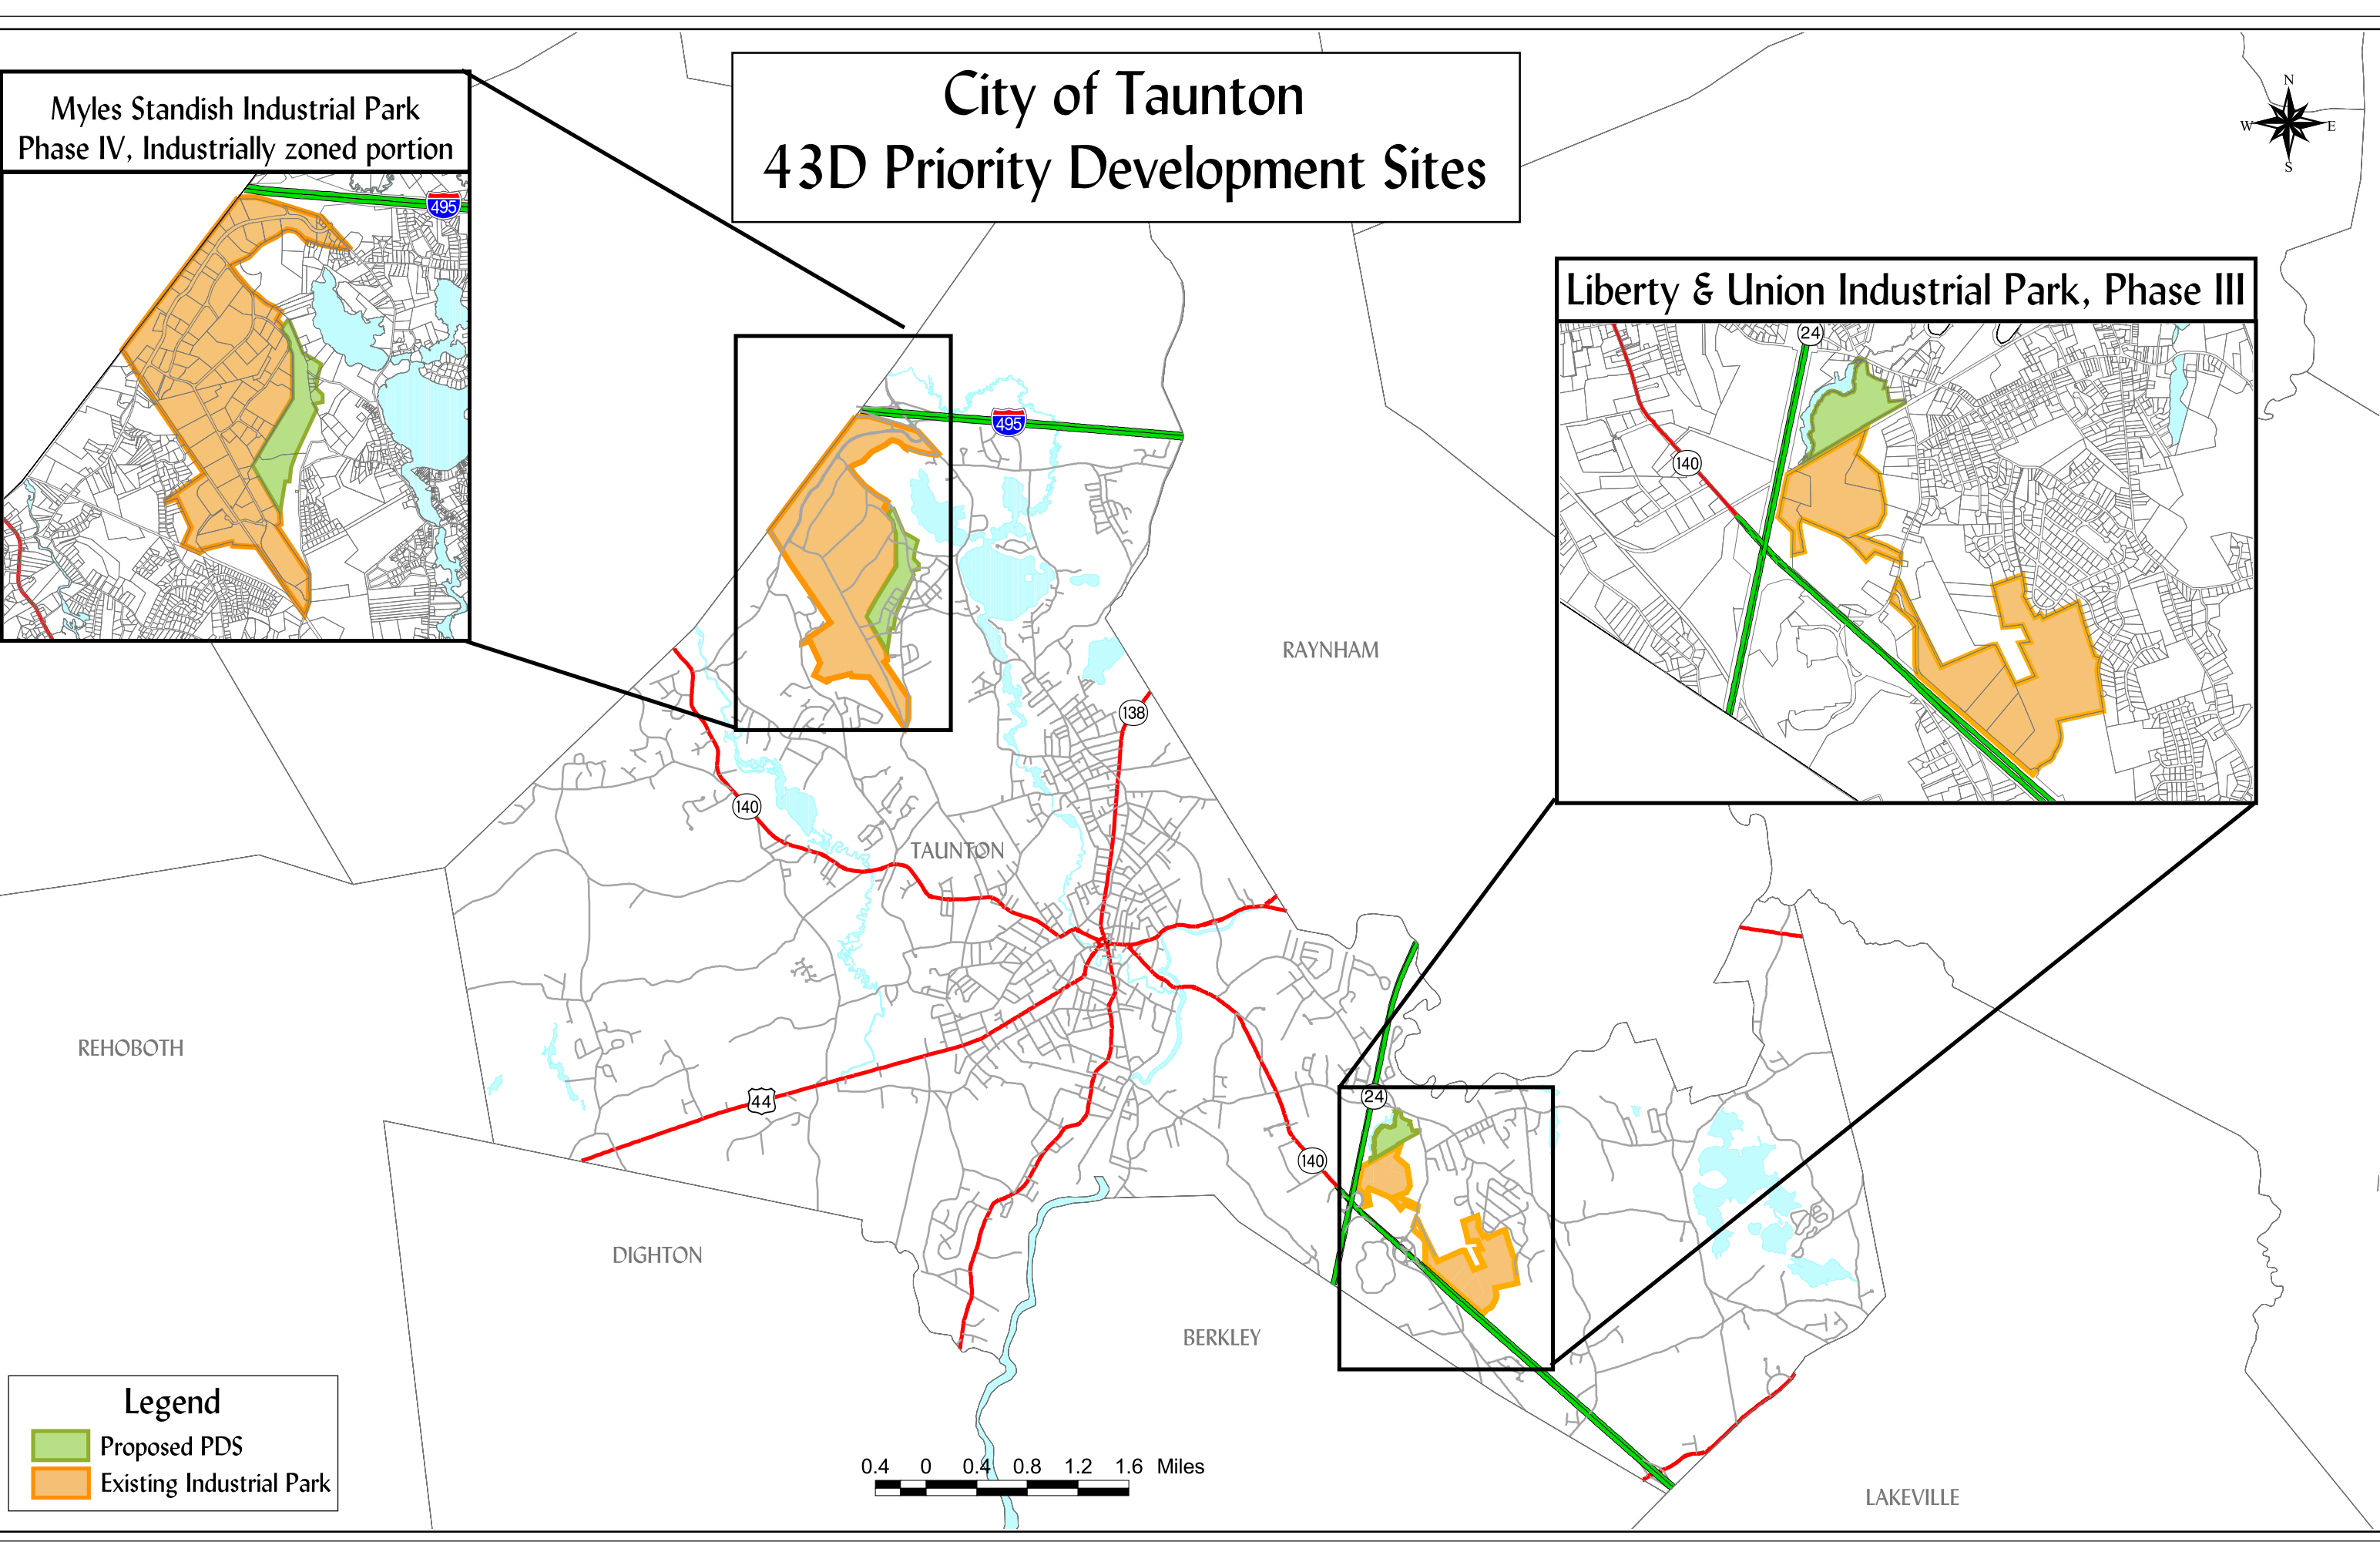 City of Taunton
43D Priority Development Sites
Myles Standish Industrial Park
Phase IV, Industrially zoned portion
495
N
W
E
S
Liberty & Union Industrial Park, Phase III
24
140
495
RAYNHAM
138
140
TAUNTON
REHOBOTH
44
24
140
DIGHTON
BERKLEY
LAKEVILLE
Legend
Proposed PDS
Existing Industrial Park
0.4 0 0.4 0.8 1.2 1.6 Miles